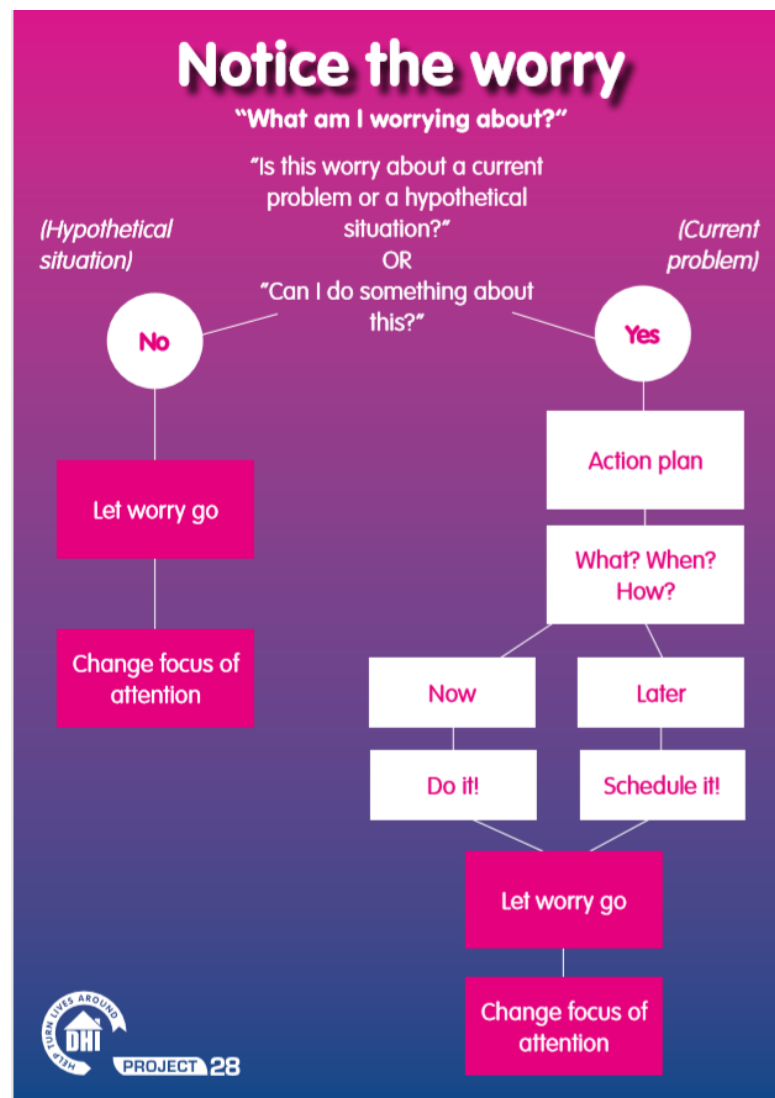 Notice the worry
“What am I worrying about?”
“Is this worry about a current
problem or a hypothetical
situation?”
OR
“Can I do something about
this?”
(Hypothetical
situation)
(Current
problem)
No
Yes
Let worry go
Change focus of
attention
Action plan
What? When?
How?
Now
Later
Do it!
Schedule it!
Let worry go
Change focus of
attention
HELP TURN LIVES AROUND
DHI
PROJECT 28